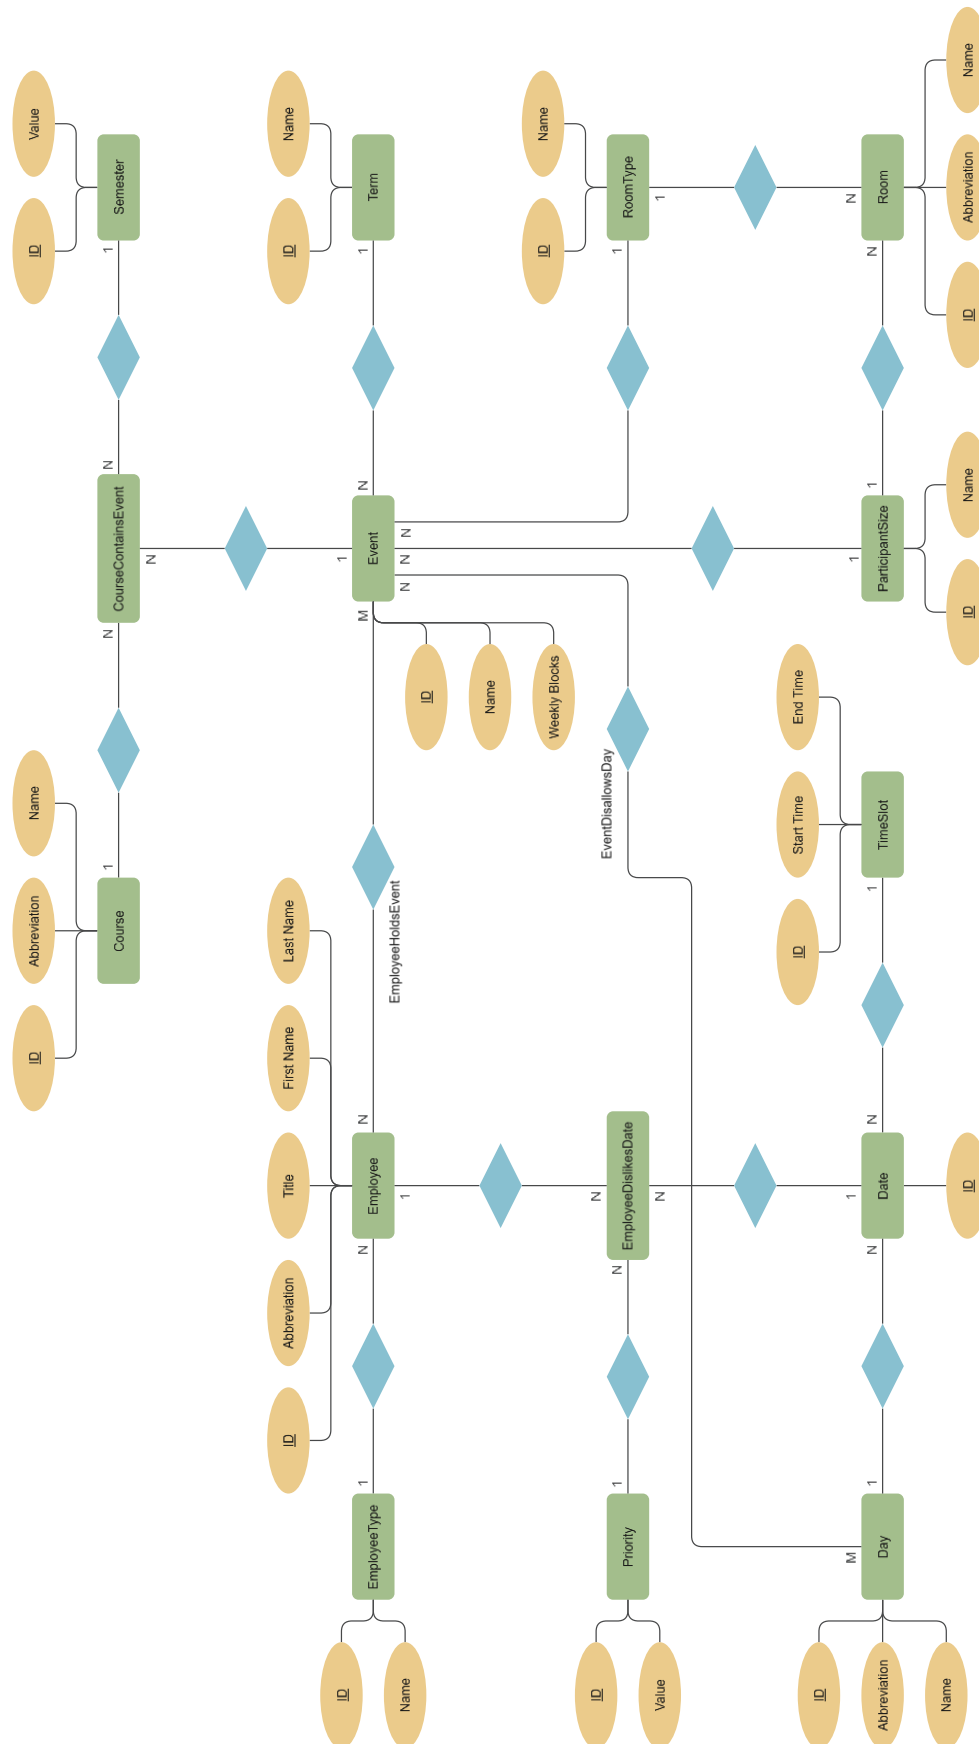 ID
Abbreviation
Name
ID
Value
Course
1
N
CourseContainsEvent
N
1
Semester
N
ID
Abbreviation
Title
First Name
Last Name
ID
Name
ID
1
EmployeeType
1
N
Employee
N
M
Event
N
1
Term
EmployeeHoldsEvent
Name
1
N
N
N
ID
Name
ID
Name
Weekly Blocks
ID
N
EventDisallowsDay
Priority
1
N
EmployeeDislikesDate
1
RoomType
Value
N
1
ID
ID
Start Time
End Time
M
1
1
N
Abbreviation
Day
1
N
Date
N
1
TimeSlot
ParticipantSize
1
N
Room
Name
ID
ID
Name
ID
Abbreviation
Name